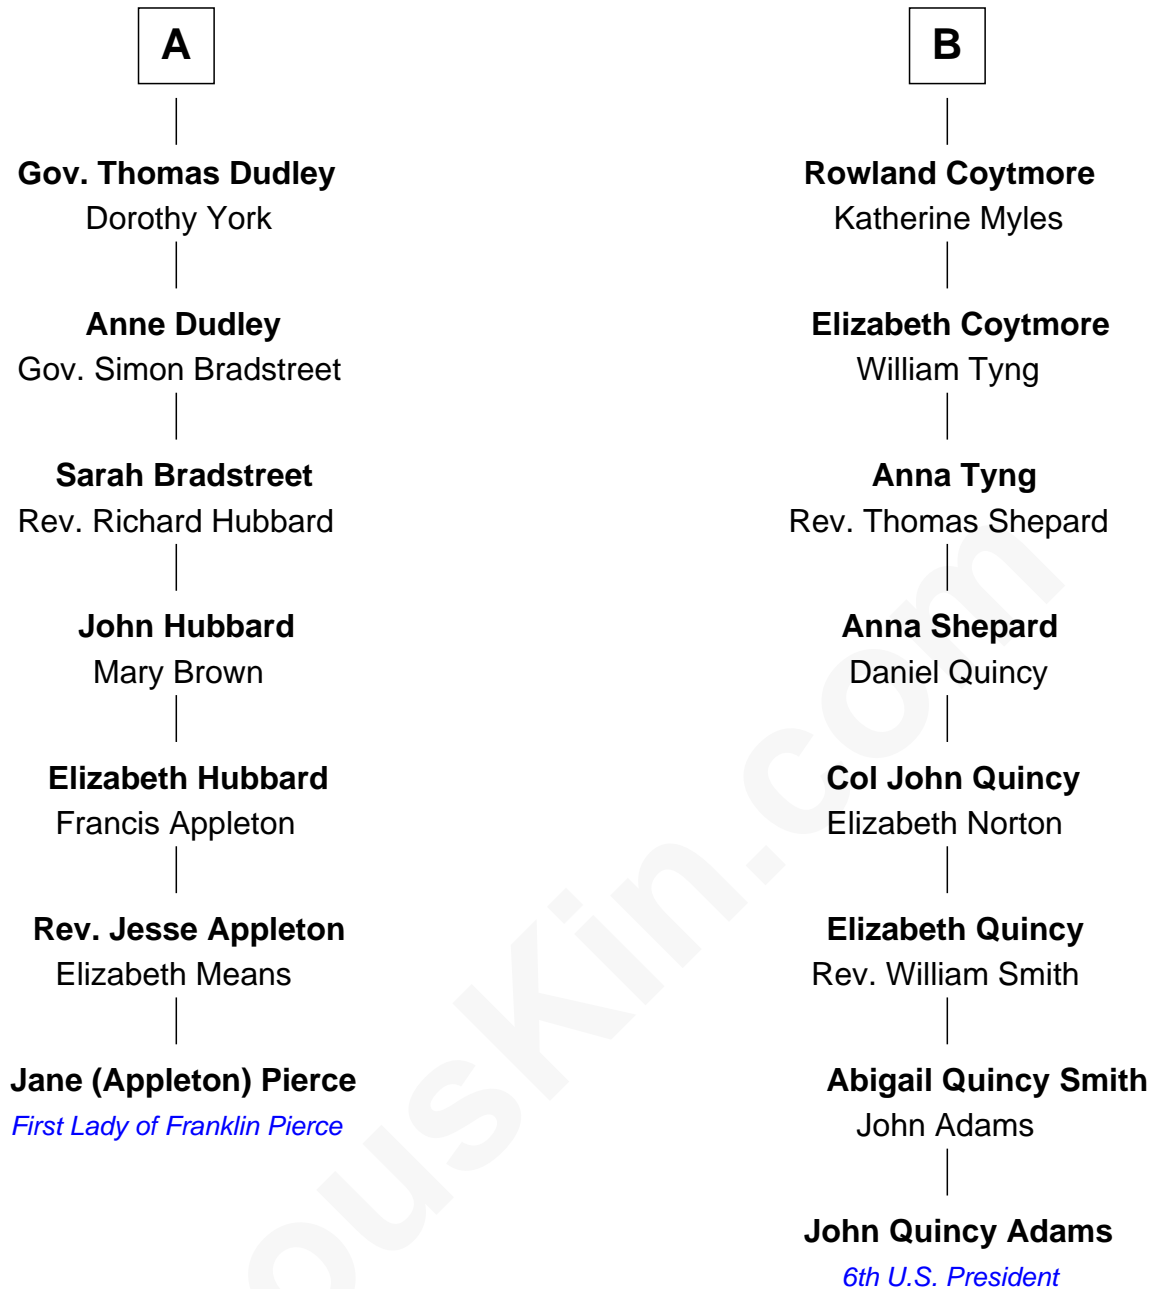 A
Gov. Thomas Dudley
Dorothy York
Anne Dudley
Gov. Simon Bradstreet
Sarah Bradstreet
Rev. Richard Hubbard
John Hubbard
Mary Brown
Elizabeth Hubbard
Francis Appleton
Rev. Jesse Appleton
Elizabeth Means
Jane (Appleton) Pierce
First Lady of Franklin Pierce
B
Rowland Coytmore
Katherine Myles
Elizabeth Coytmore
William Tyng
Anna Tyng
Rev. Thomas Shepard
Anna Shepard
Daniel Quincy
Col John Quincy
Elizabeth Norton
Elizabeth Quincy
Rev. William Smith
Abigail Quincy Smith
John Adams
John Quincy Adams
6th U.S. President
ousKin.com